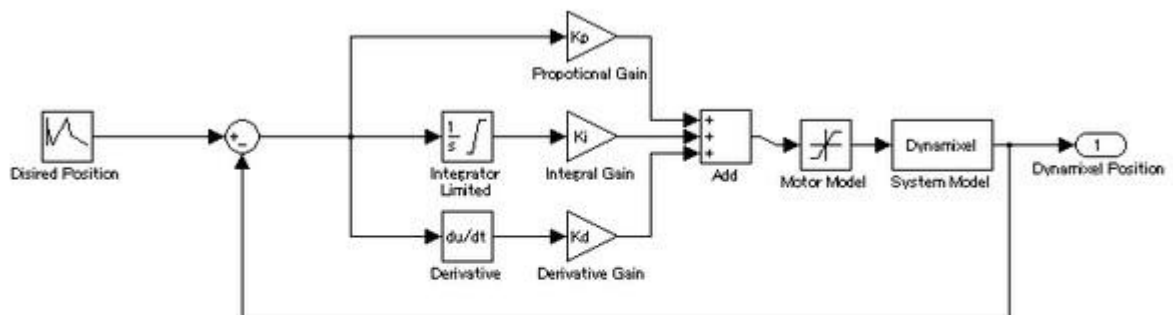 Kp
Propotional Gain
Disired Position
+
−
1
s
Integrator
Limited
Ki
Integral Gain
+
+
+
Add
Motor Model
Dynamixel
System Model
1
Dynamixel Position
du/dt
Derivative
Kd
Derivative Gain